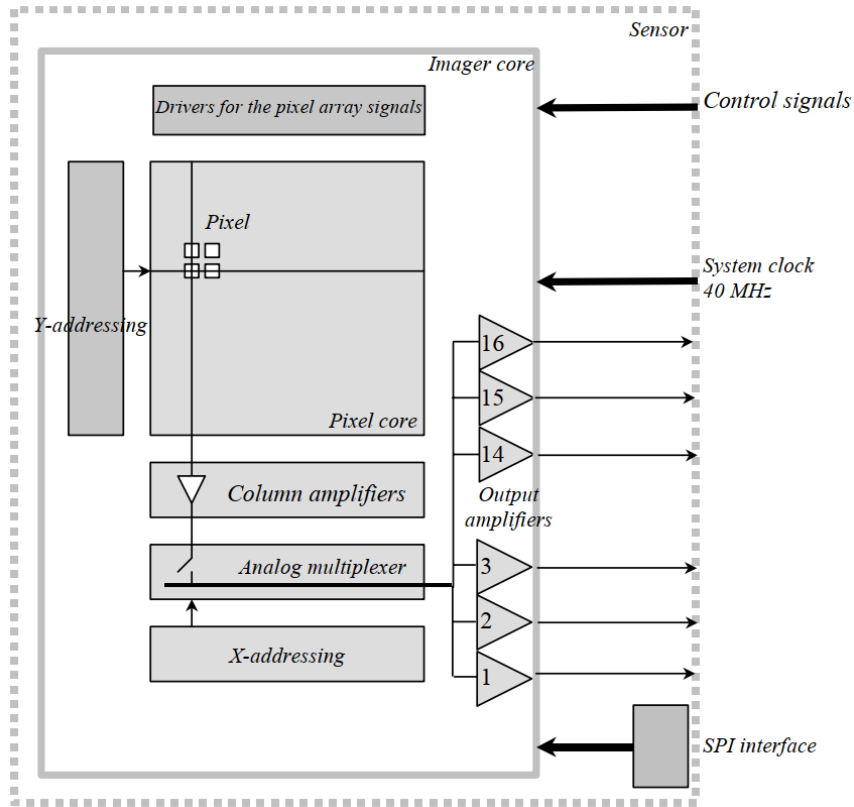 Sensor
Imager core
Drivers for the pixel array signals
Control signals
Pixel
System clock
40 MHz
Y-addressing
16
15
Pixel core
14
Column amplifiers
Output
amplifiers
Analog multiplexer
3
2
X-addressing
1
SPI interface